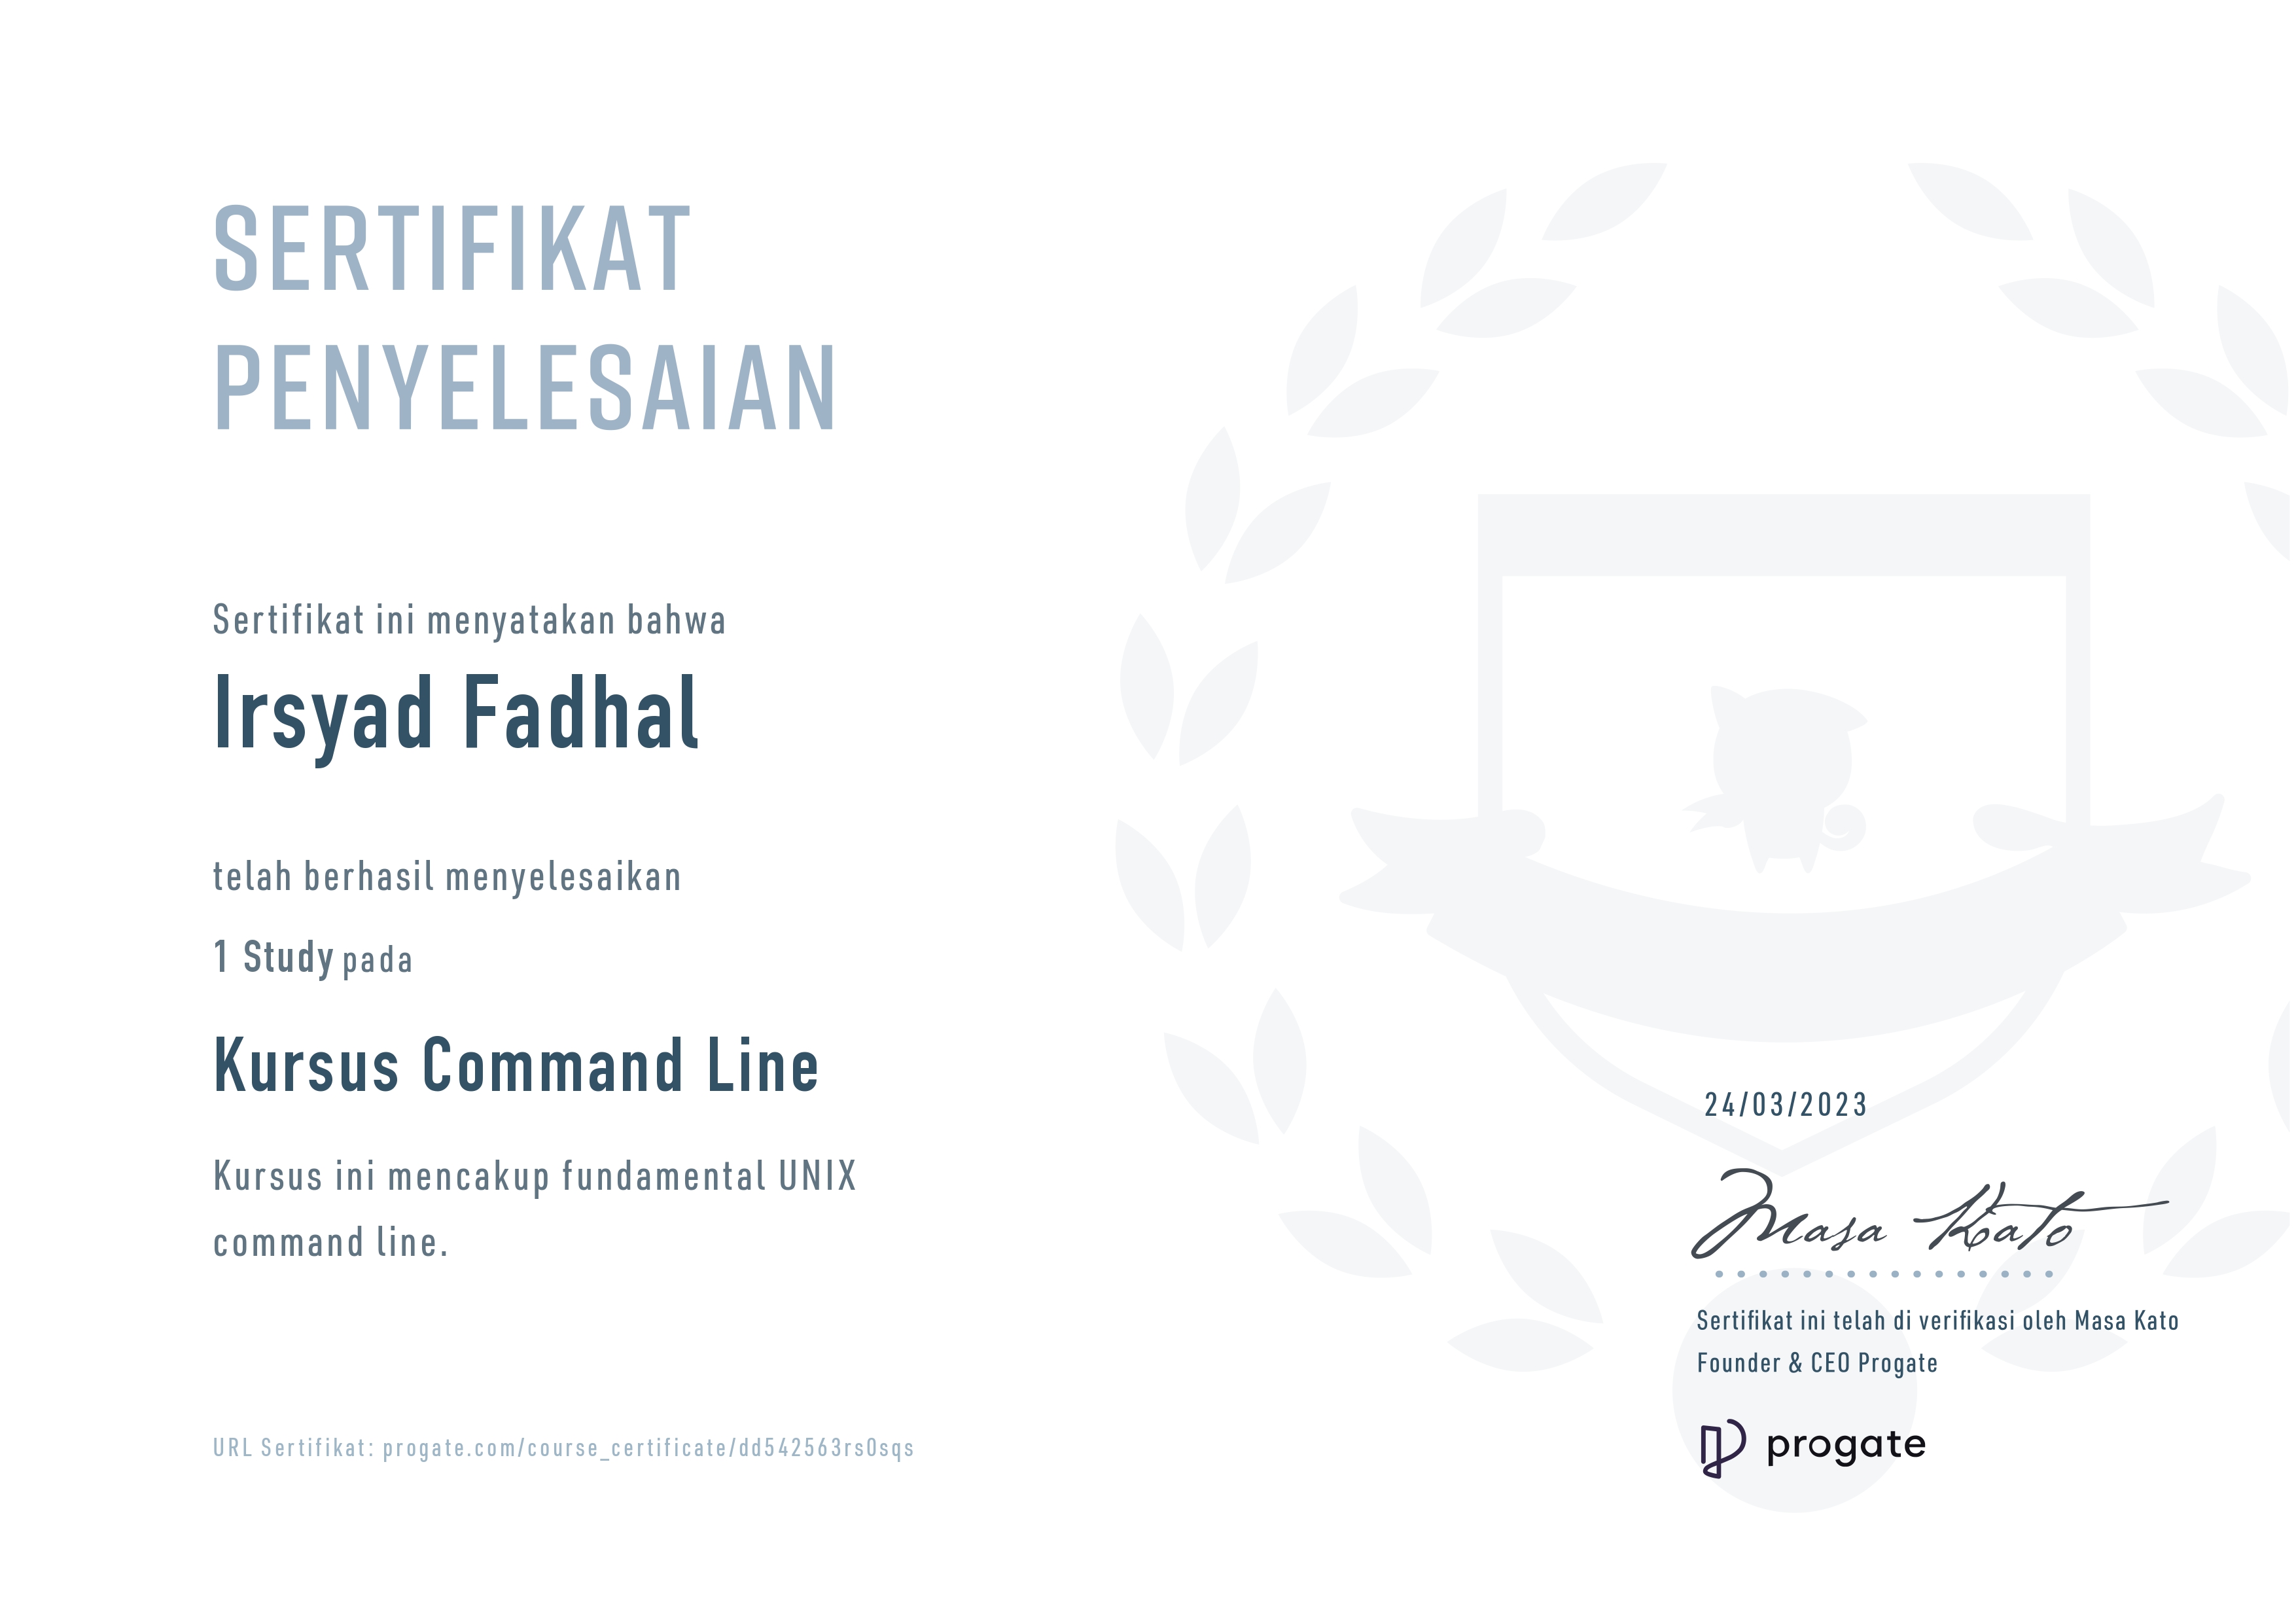 SERTIFIKAT
PENYELESAIAN
Sertifikat ini menyatakan bahwa
Irsyad Fadhal
telah berhasil menyelesaikan
1 Study pada
Kursus Command Line
Kursus ini mencakup fundamental UNIX
command line.
URL Sertifikat: progate.com/course_certificate/dd542563rs0sqs
24/03/2023
Masa Kato
Sertifikat ini telah di verifikasi oleh Masa Kato
Founder & CEO Progate
progate